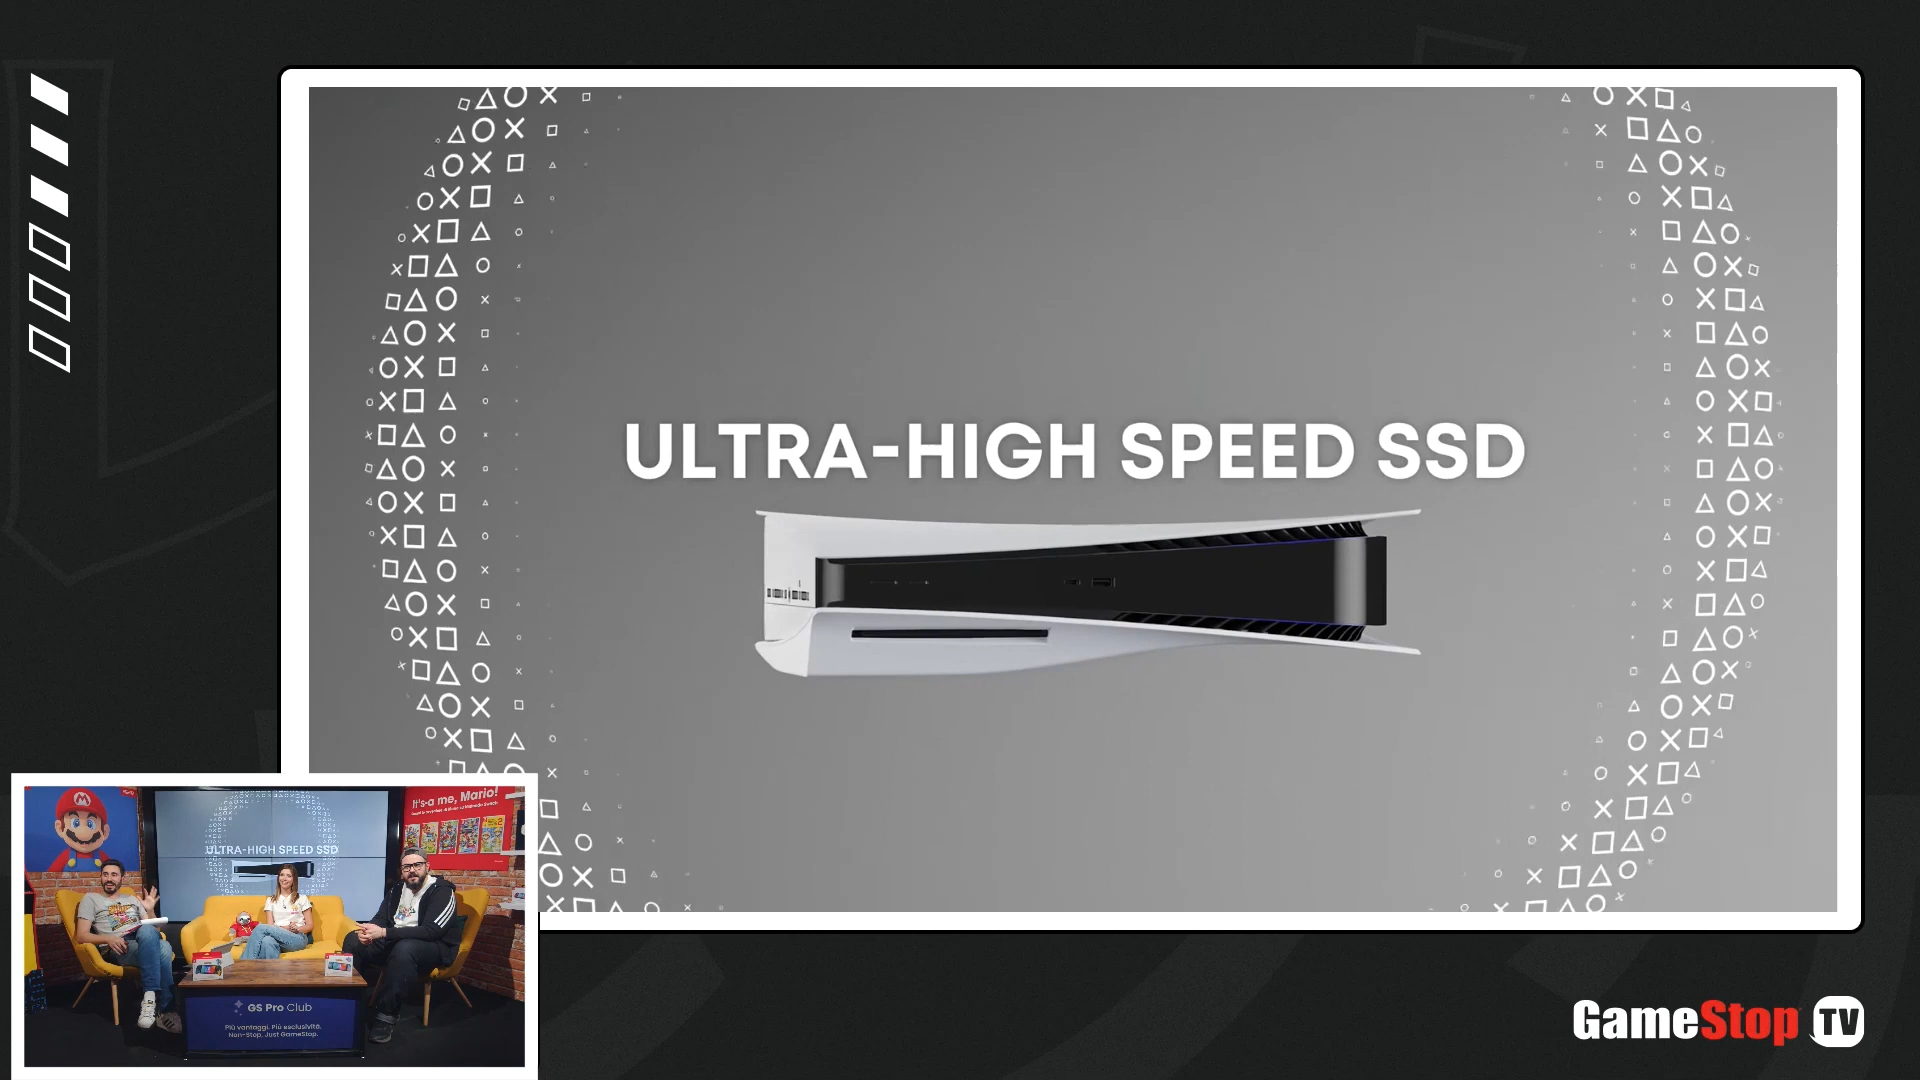 ULTRA-HIGH SPEED SSD
It's-a me, Mario!
ULTRA-HIGH SPEED SSD
GS Pro Club
Più vantaggi. Più esclusività.
Non-Stop, Just GameStop.
GameStop TV